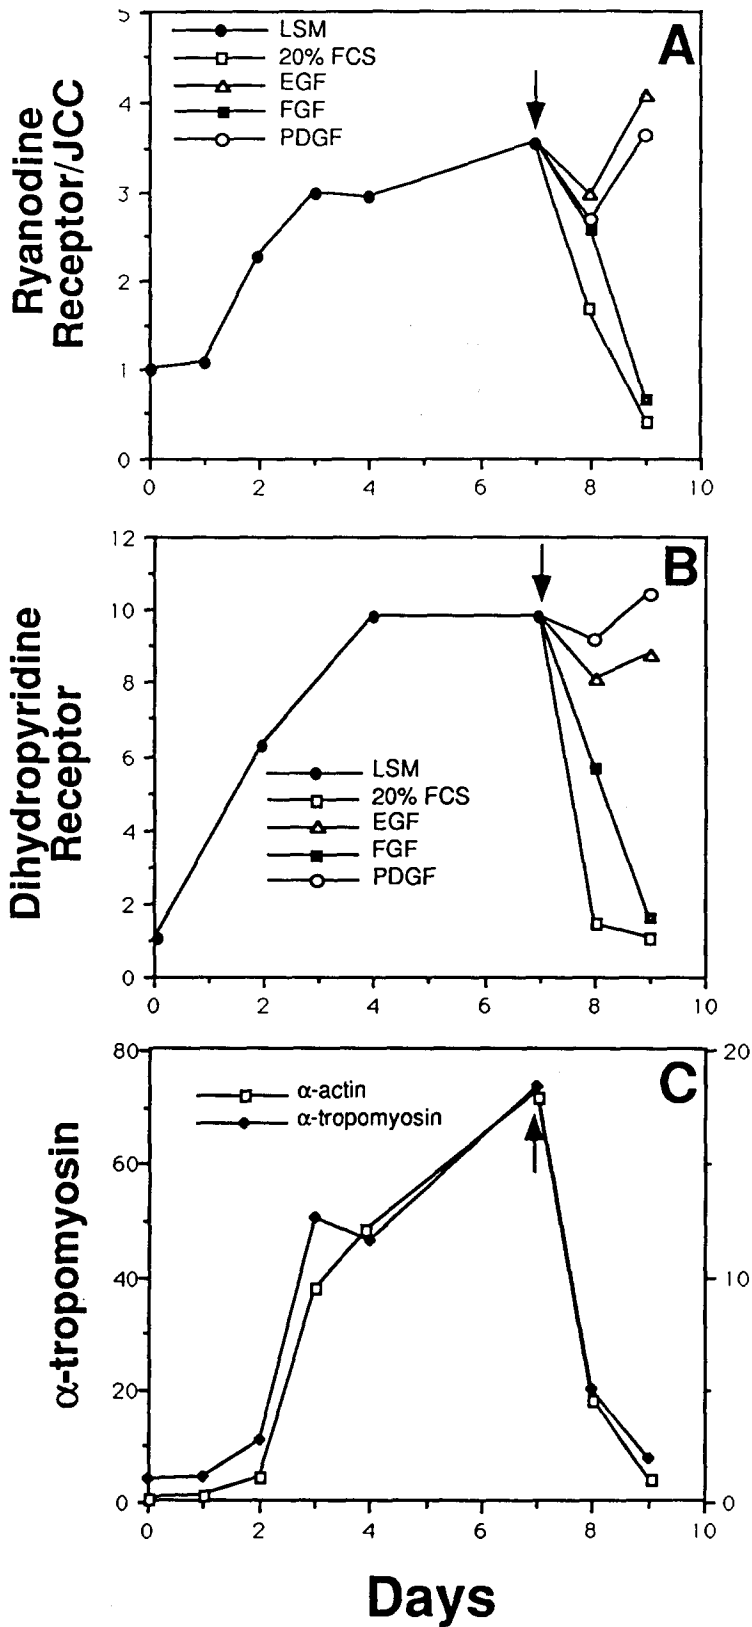 A
LSM
20% FCS
EGF
FGF
PDGF
Ryanodine
Receptor/JCC
5
4
3
2
1
0
0 2 4 6 8 10
B
LSM
20% FCS
EGF
FGF
PDGF
Dihydropyridine
Receptor
12
10
8
6
4
2
0
0 2 4 6 8 10
C
α-actin
α-tropomyosin
α-tropomyosin
80
60
40
20
0
20
10
0
0 2 4 6 8 10
Days